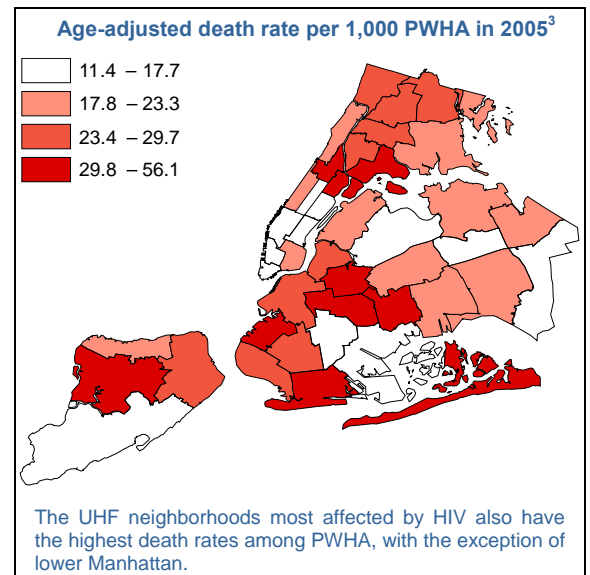 Age-adjusted death rate per 1,000 PWHA in 2005³
11.4 – 17.7
17.8 – 23.3
23.4 – 29.7
29.8 – 56.1
The UHF neighborhoods most affected by HIV also have
the highest death rates among PWHA, with the exception of
lower Manhattan.